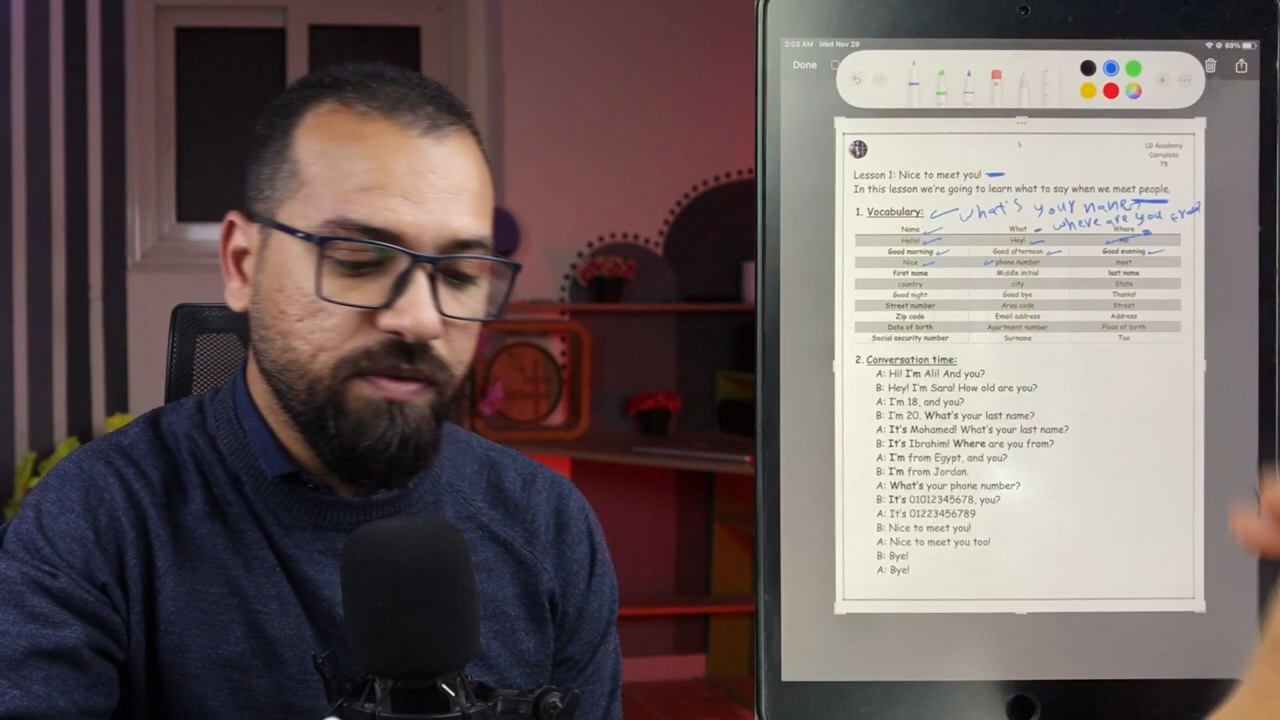 2:03 AM Wed Nov 29
69%
Done
5
LD Academy
Completo
TB
Lesson 1: Nice to meet you!
In this lesson we're going to learn what to say when we meet people.
1. Vocabulary:
what's your name?
where are you from
Name What Where
Hello! Hey! Hi!
Good morning Good afternoon Good evening
Nice phone number meet
first name Middle initial last name
country city State
Good night Good bye Thanks!
Street number Area code Street
Zip code Email address Address
Date of birth Apartment number Place of birth
Social security number Surname Too
2. Conversation time:
A: Hi! I'm Ali! And you?
B: Hey! I'm Sara! How old are you?
A: I'm 18, and you?
B: I'm 20. What's your last name?
A: It's Mohamed! What's your last name?
B: It's Ibrahim! Where are you from?
A: I'm from Egypt, and you?
B: I'm from Jordan.
A: What's your phone number?
B: It's 01012345678, you?
A: It's 01223456789
B: Nice to meet you!
A: Nice to meet you too!
B: Bye!
A: Bye!